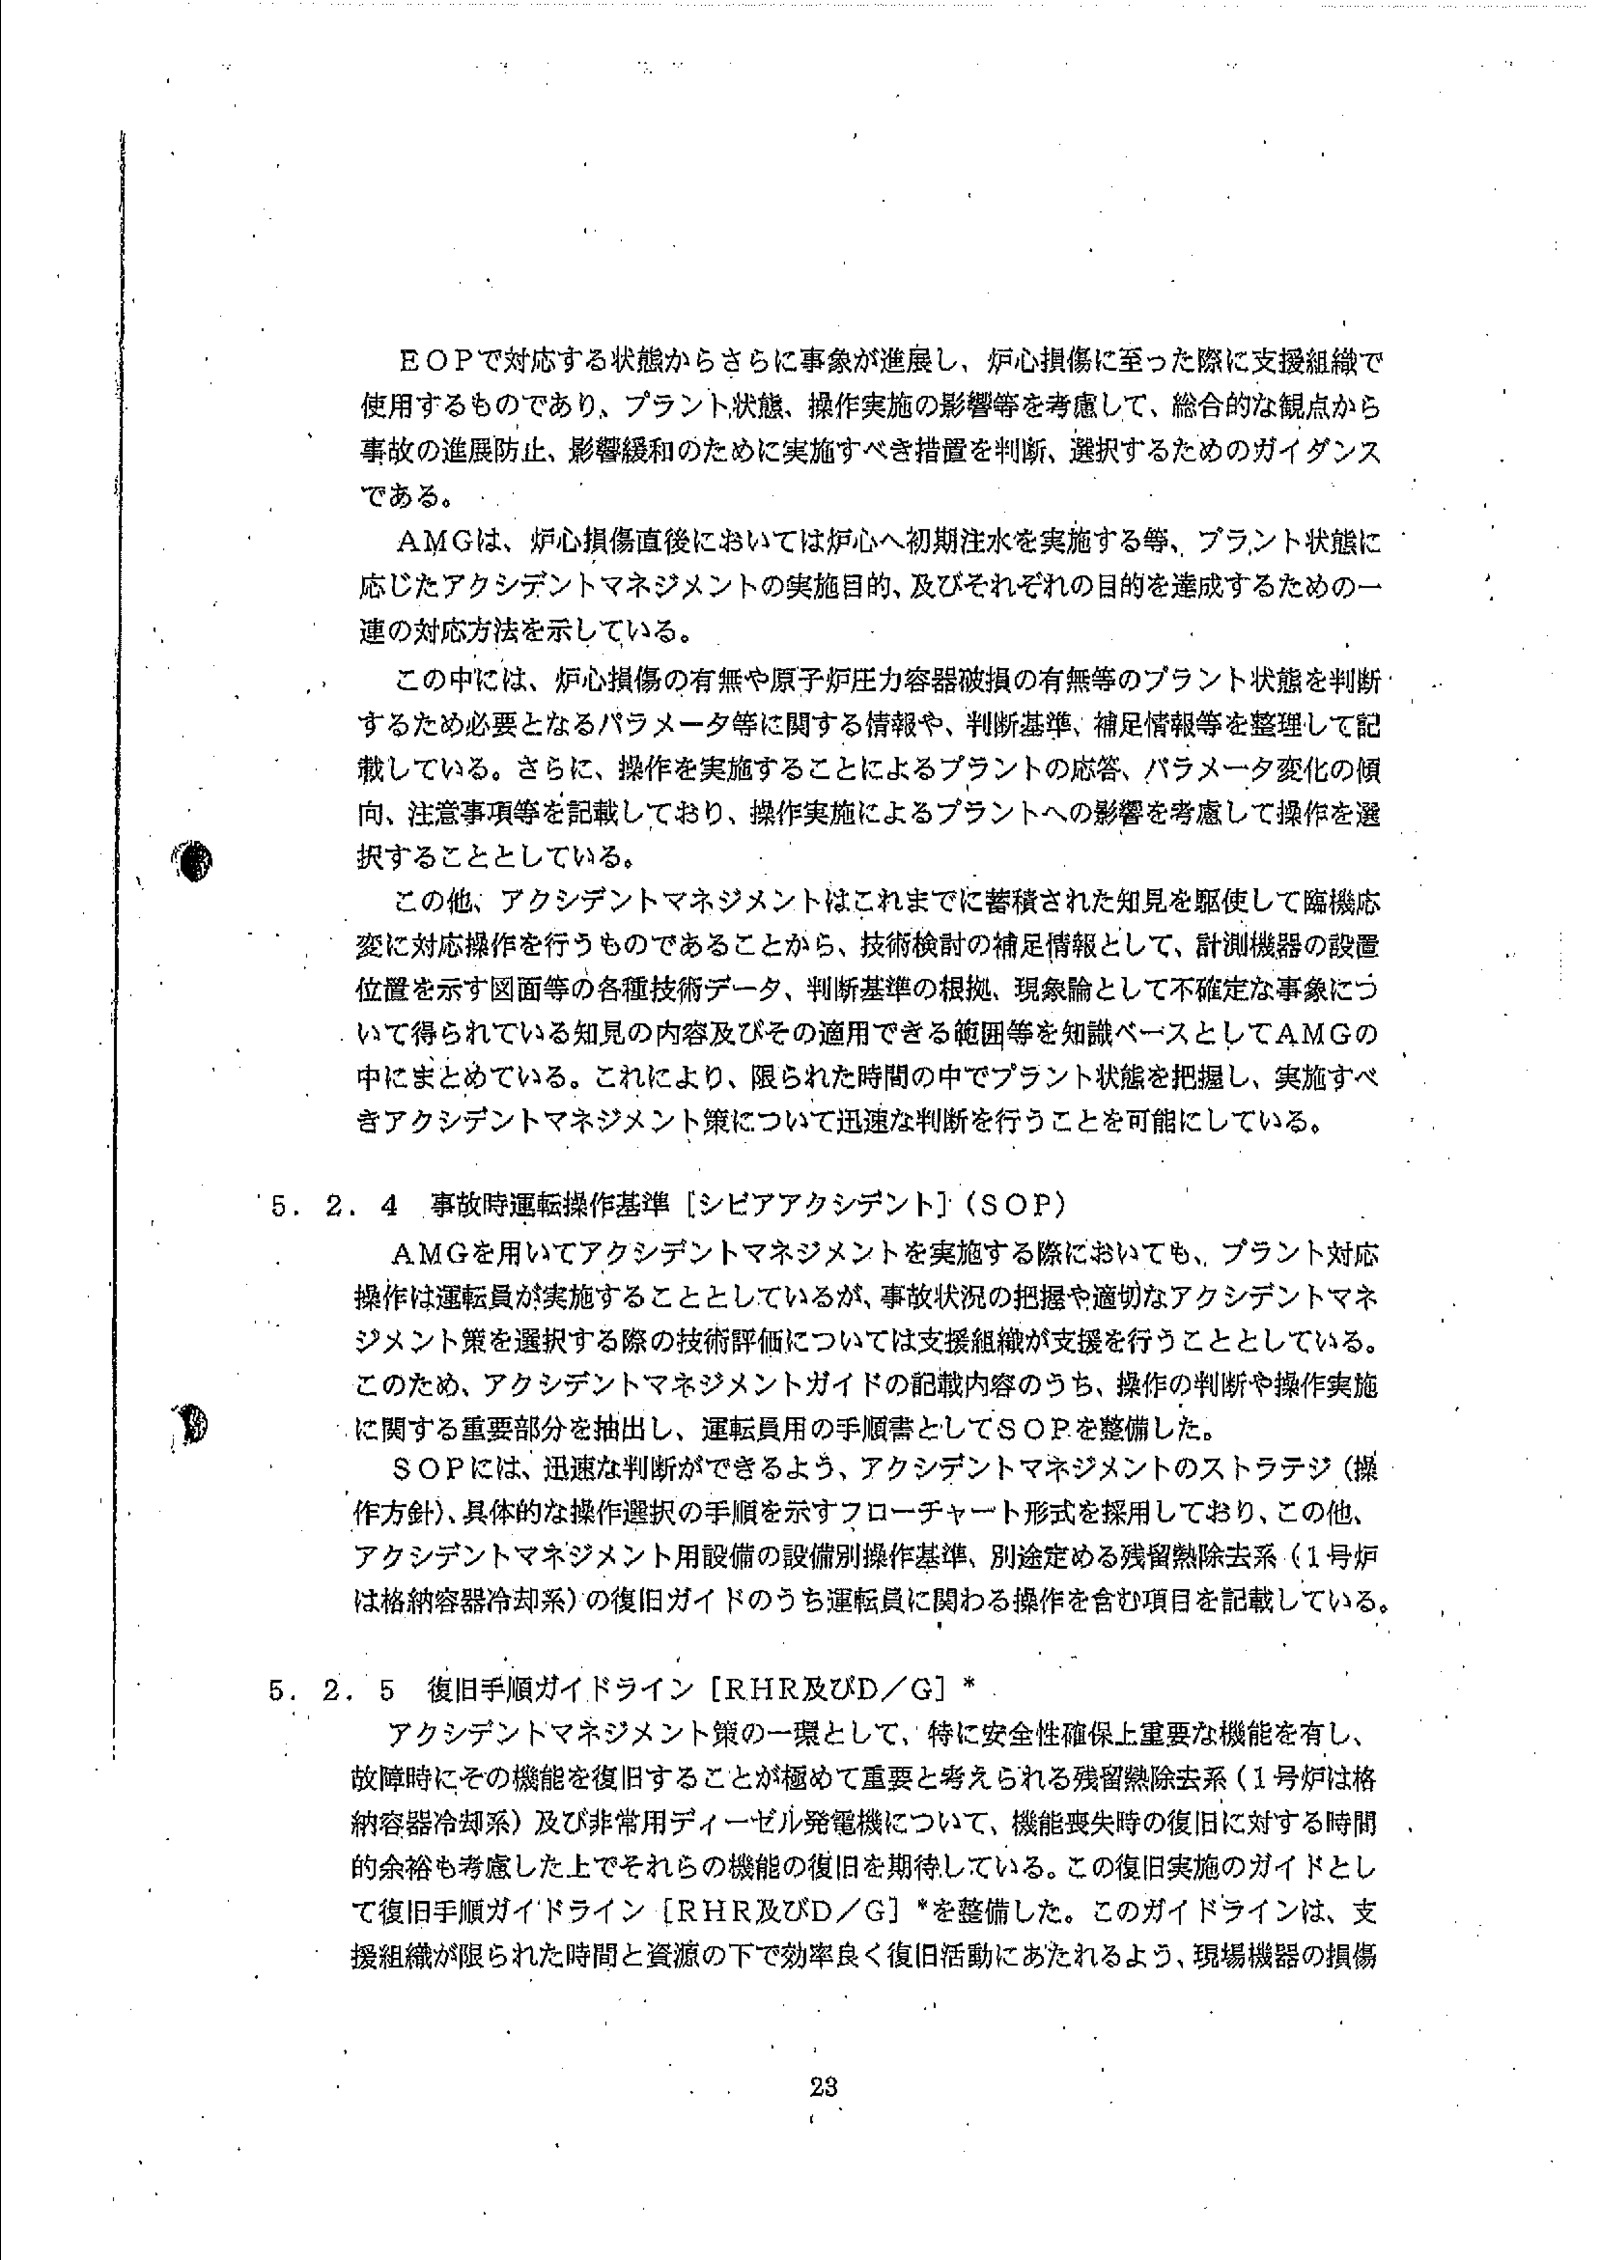 EOPで対応する状態からさらに事象が進展し、炉心損傷に至った際に支援組織で
使用するものであり、プラント状態、操作実施の影響等を考慮して、総合的な観点から
事故の進展防止、影響緩和のために実施すべき措置を判断、選択するためのガイダンス
である。
AMGは、炉心損傷直後においては炉心へ初期注水を実施する等、プラント状態に
応じたアクシデントマネジメントの実施目的、及びそれぞれの目的を達成するための一
連の対応方法を示している。
この中には、炉心損傷の有無や原子炉圧力容器破損の有無等のプラント状態を判断
するため必要となるパラメータ等に関する情報や、判断基準、補足情報等を整理して記
載している。さらに、操作を実施することによるプラントの応答、パラメータ変化の傾
向、注意事項等を記載しており、操作実施によるプラントへの影響を考慮して操作を選
択することとしている。
この他、アクシデントマネジメントはこれまでに蓄積された知見を駆使して臨機応
変に対応操作を行うものであることから、技術検討の補足情報として、計測機器の設置
位置を示す図面等の各種技術データ、判断基準の根拠、現象論として不確定な事象につ
いて得られている知見の内容及びその適用できる範囲等を知識ベースとしてAMGの
中にまとめている。これにより、限られた時間の中でプラント状態を把握し、実施すべ
きアクシデントマネジメント策について迅速な判断を行うことを可能にしている。
5．2．4 事故時運転操作基準［シビアアクシデント］（SOP）
AMGを用いてアクシデントマネジメントを実施する際においても、プラント対応
操作は運転員が実施することとしているが、事故状況の把握や適切なアクシデントマネ
ジメント策を選択する際の技術評価については支援組織が支援を行うこととしている。
このため、アクシデントマネジメントガイドの記載内容のうち、操作の判断や操作実施
に関する重要部分を抽出し、運転員用の手順書としてSOPを整備した。
SOPには、迅速な判断ができるよう、アクシデントマネジメントのストラテジ（操
作方針）、具体的な操作選択の手順を示すフローチャート形式を採用しており、この他、
アクシデントマネジメント用設備の設備別操作基準、別途定める残留熱除去系（1号炉
は格納容器冷却系）の復旧ガイドのうち運転員に関わる操作を含む項目を記載している。
5．2．5 復旧手順ガイドライン［RHR及びD／G］*
アクシデントマネジメント策の一環として、特に安全性確保上重要な機能を有し、
故障時にその機能を復旧することが極めて重要と考えられる残留熱除去系（1号炉は格
納容器冷却系）及び非常用ディーゼル発電機について、機能喪失時の復旧に対する時間
的余裕も考慮した上でそれらの機能の復旧を期待している。この復旧実施のガイドとし
て復旧手順ガイドライン［RHR及びD／G］*を整備した。このガイドラインは、支
援組織が限られた時間と資源の下で効率良く復旧活動にあたれるよう、現場機器の損傷
23